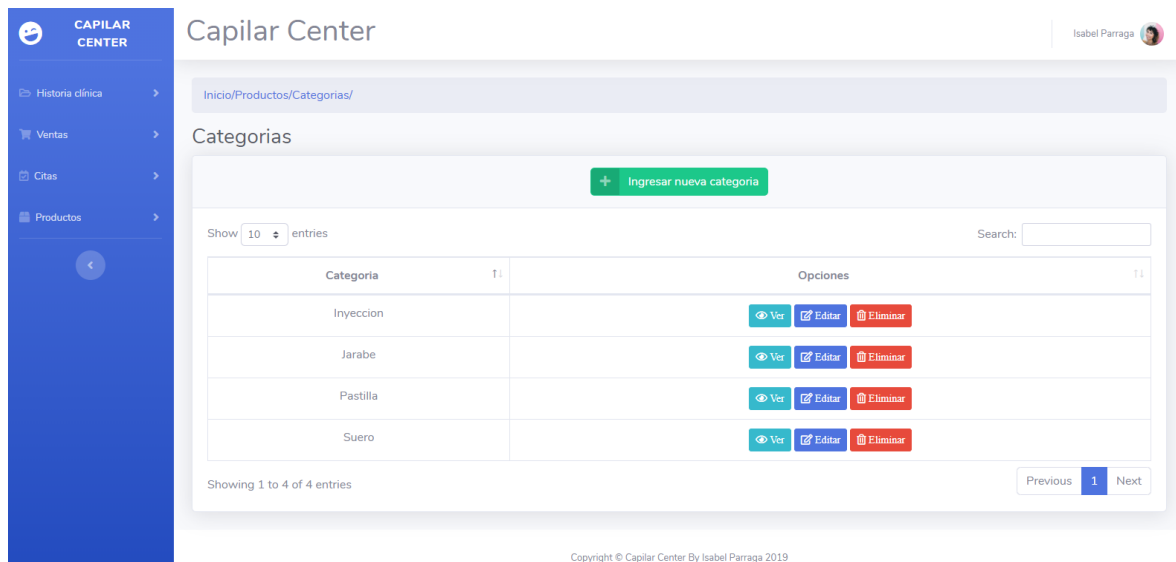 CAPILAR
CENTER
Capilar Center
Isabel Parraga
Historia clínica
Ventas
Citas
Productos
Inicio/Productos/Categorias/
Categorias
Ingresar nueva categoria
Show 10 entries
Search:
Categoria Opciones
Inyeccion Ver Editar Eliminar
Jarabe Ver Editar Eliminar
Pastilla Ver Editar Eliminar
Suero Ver Editar Eliminar
Showing 1 to 4 of 4 entries
Previous 1 Next
Copyright © Capilar Center By Isabel Parraga 2019